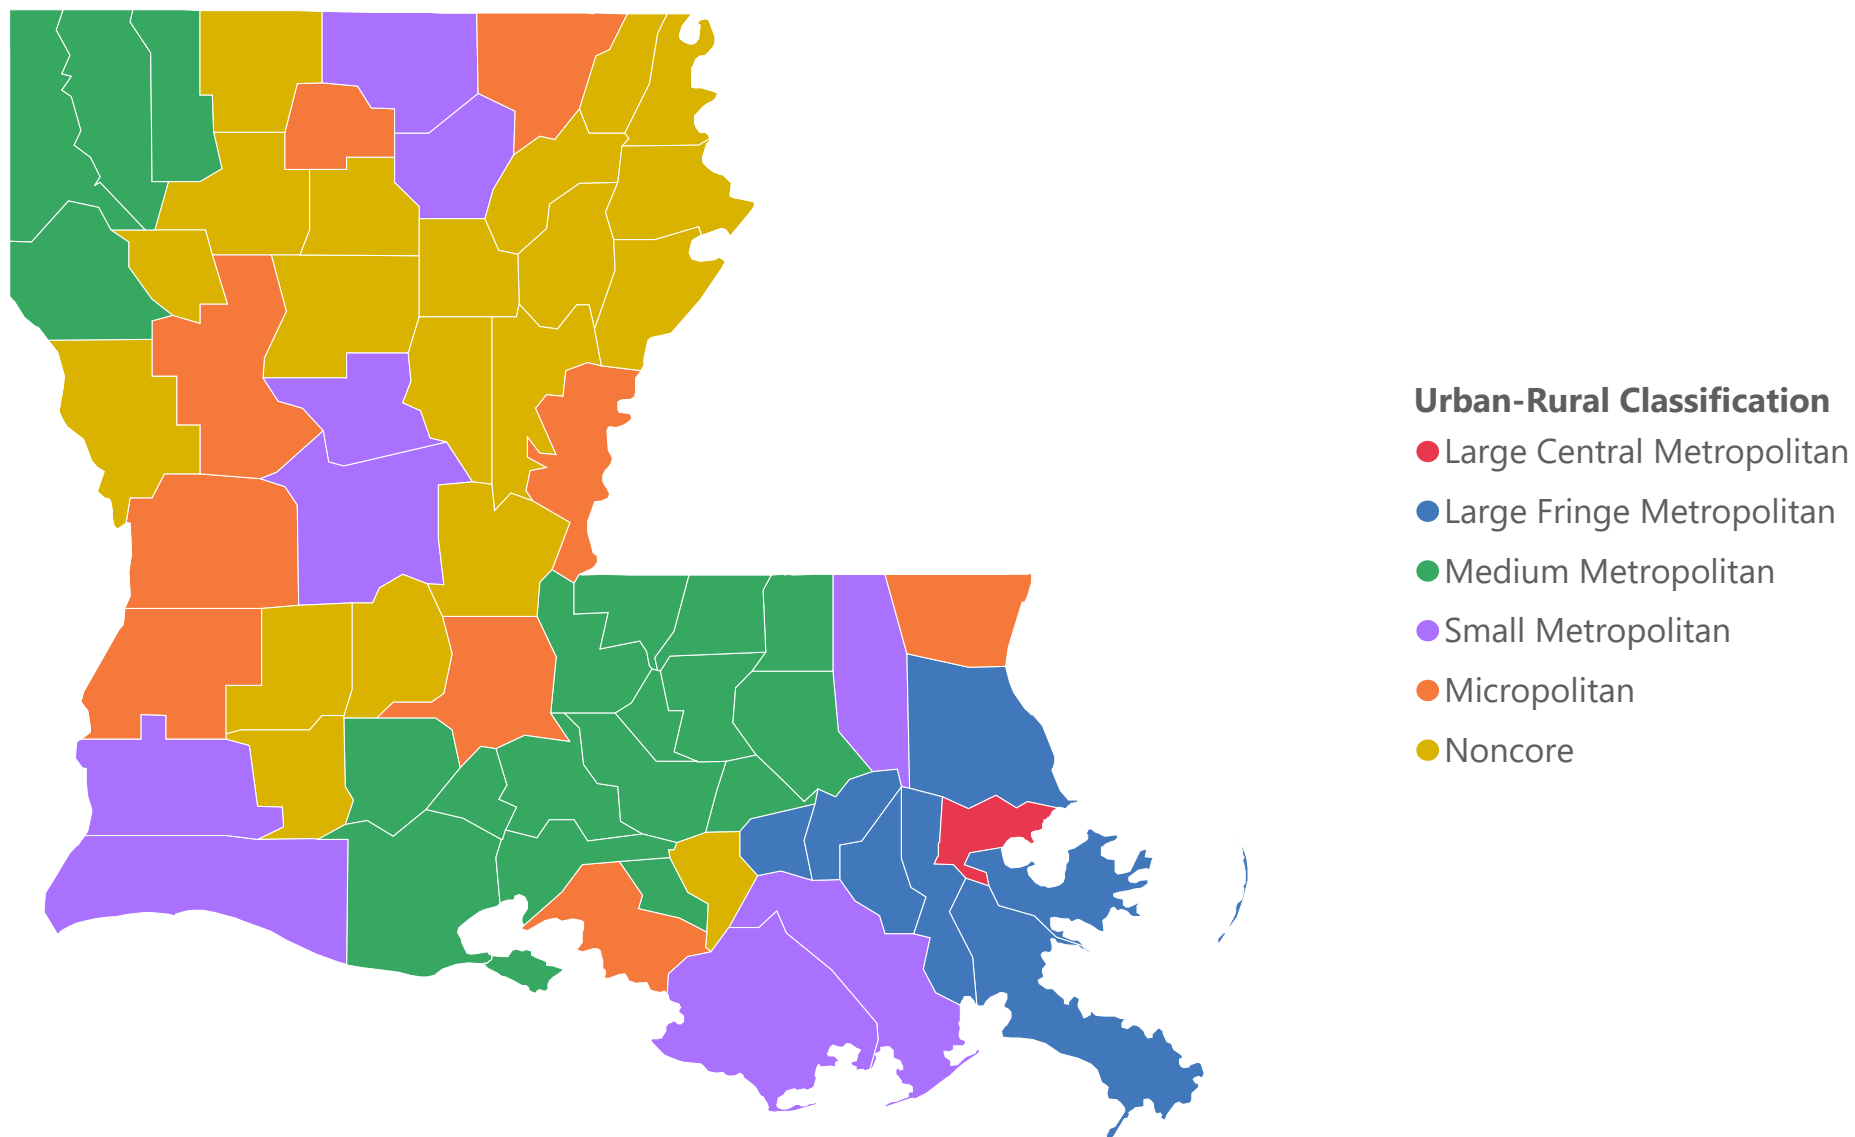 Urban-Rural Classification
Large Central Metropolitan
Large Fringe Metropolitan
Medium Metropolitan
Small Metropolitan
Micropolitan
Noncore